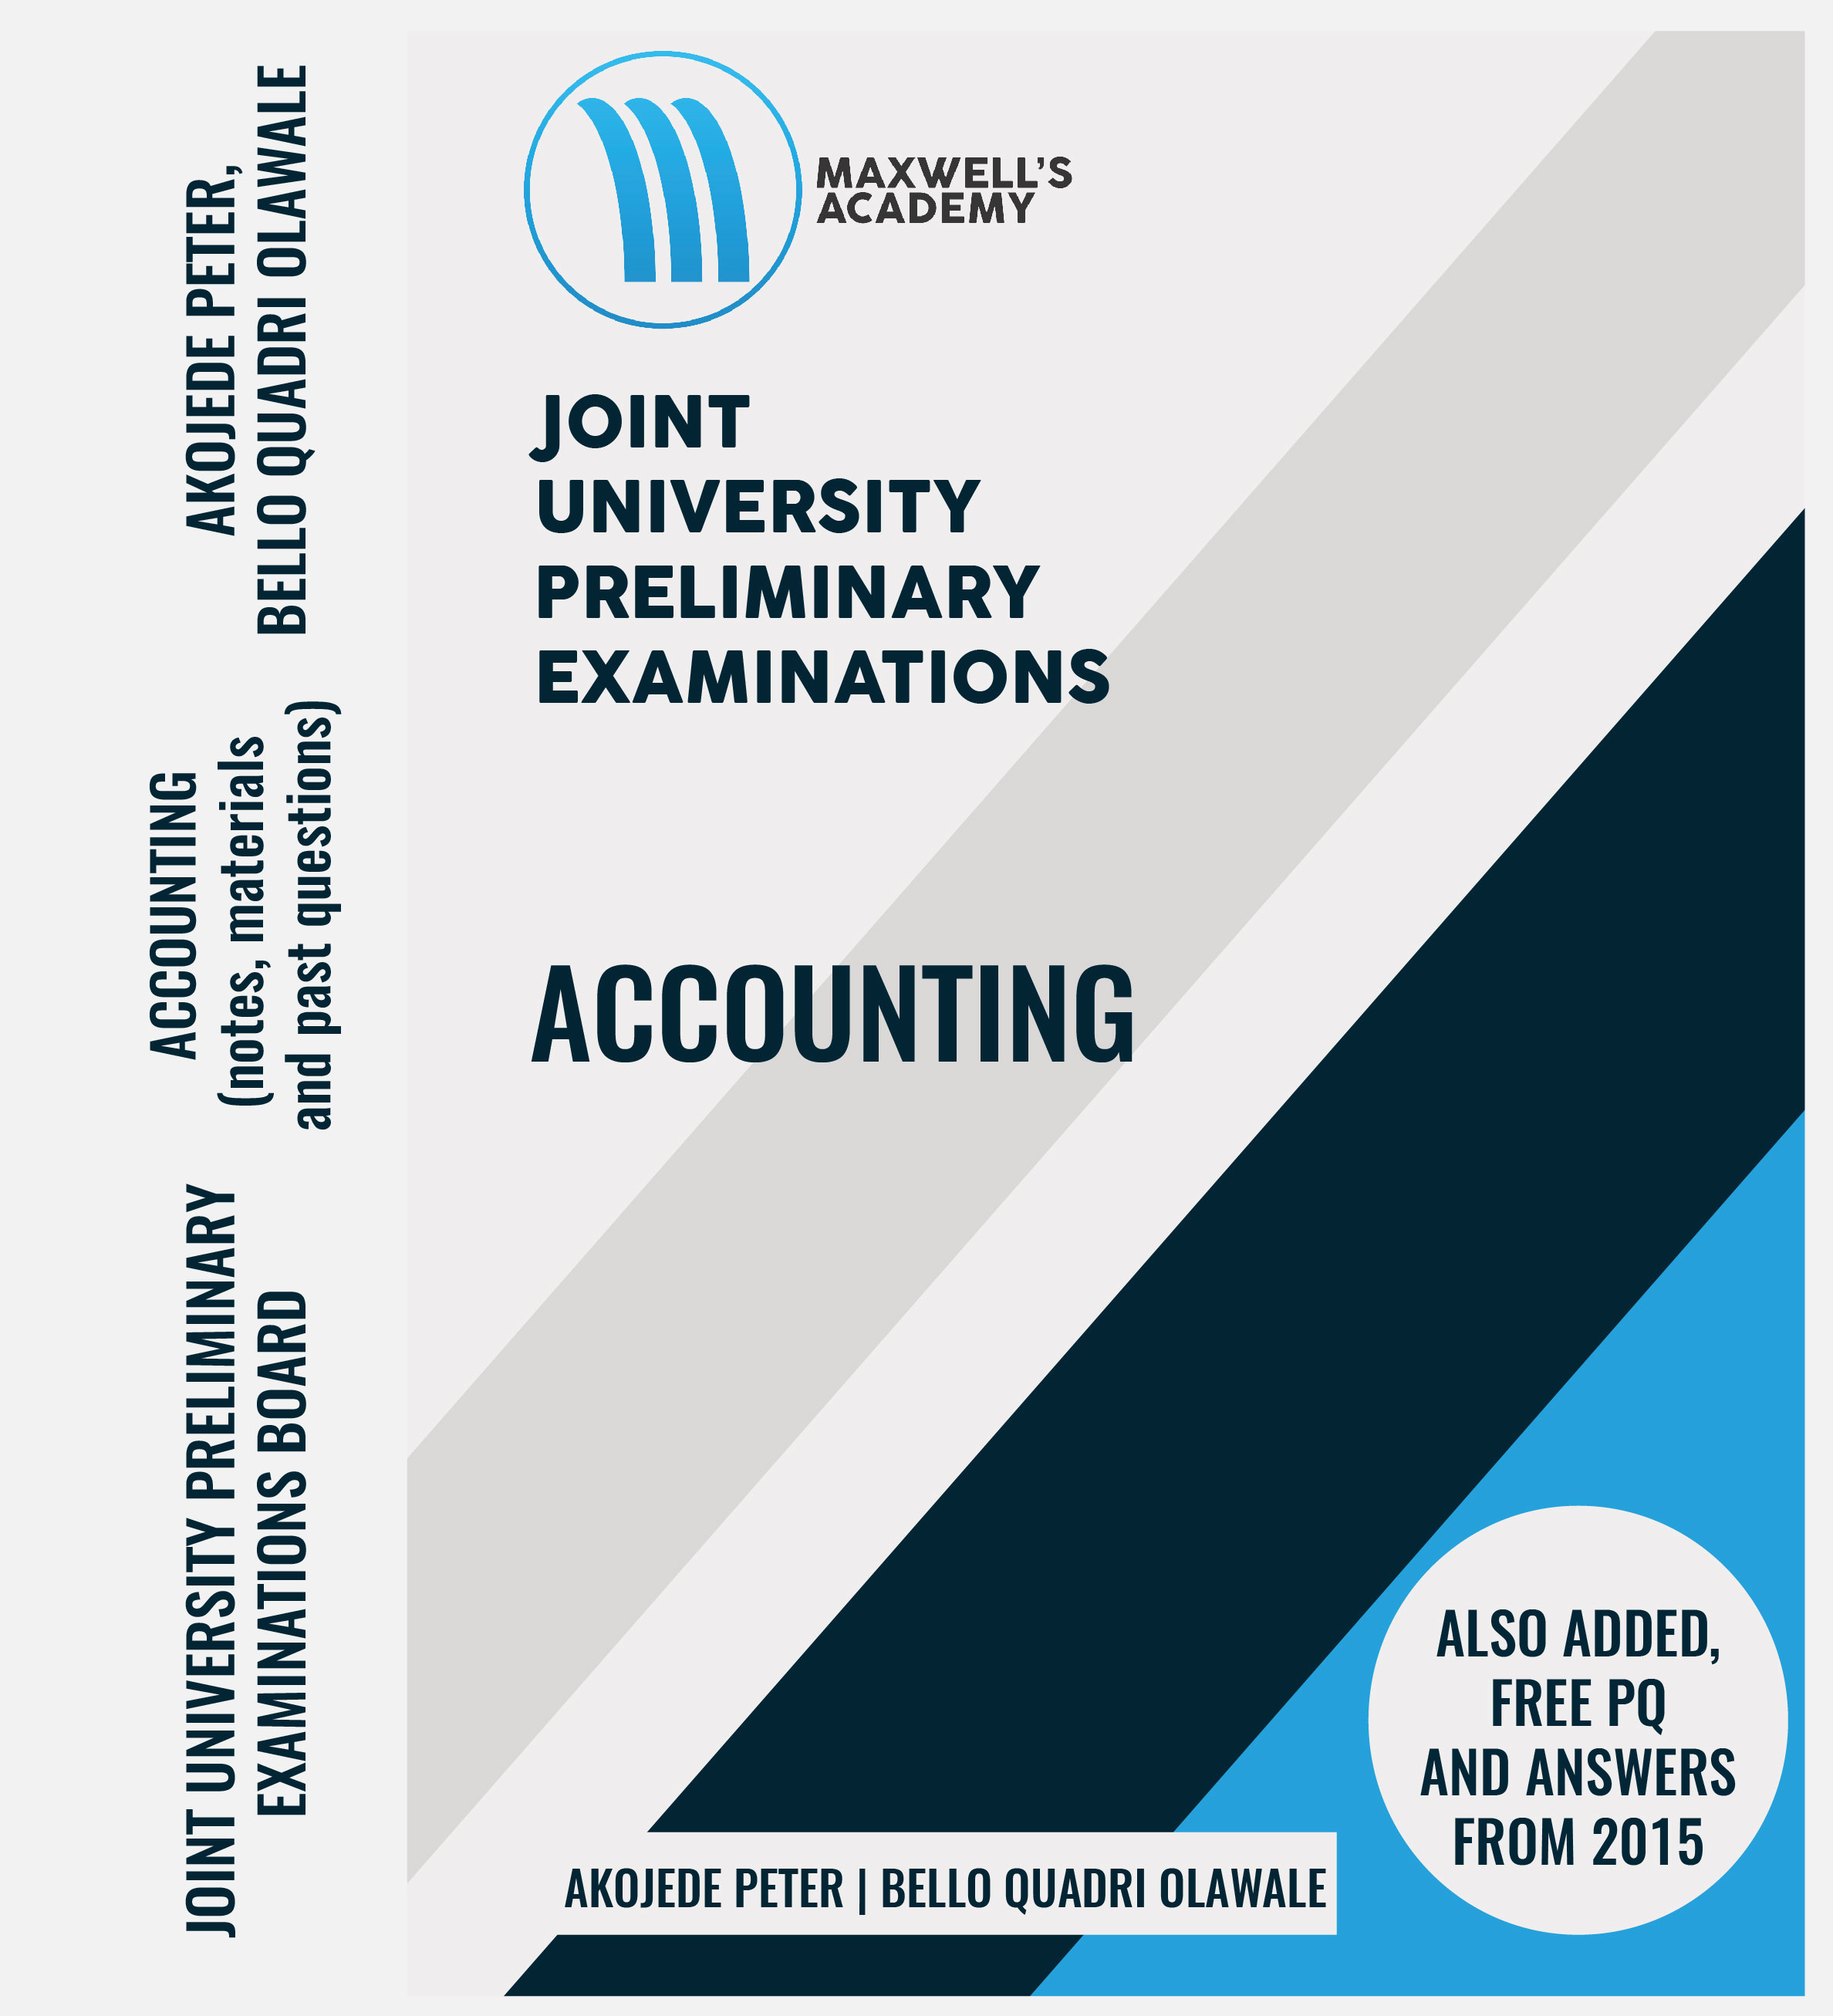 AKOJEDE PETER,
BELLO QUADRI OLAWALE
ACCOUNTING
(notes, materials
and past questions)
JOINT UNIVERSITY PRELIMINARY
EXAMINATIONS BOARD
MAXWELL'S
ACADEMY
JOINT
UNIVERSITY
PRELIMINARY
EXAMINATIONS
ACCOUNTING
ALSO ADDED,
FREE PQ
AND ANSWERS
FROM 2015
AKOJEDE PETER | BELLO QUADRI OLAWALE